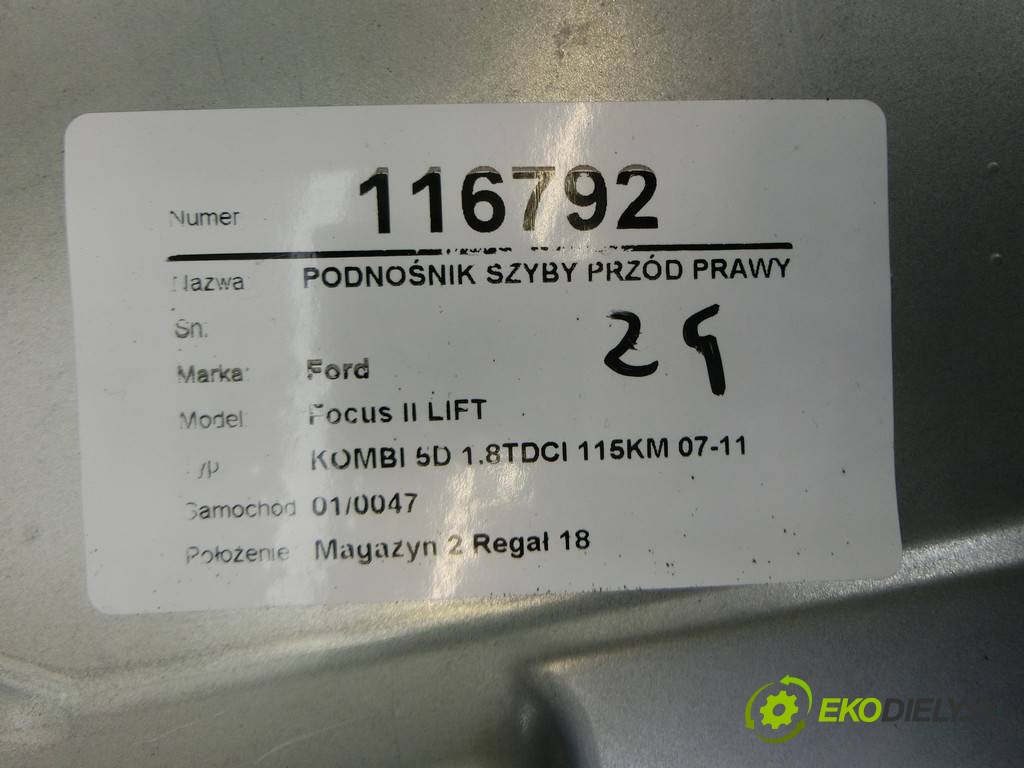 Numer 116792
Nazwa PODNOŚNIK SZYBY PRZÓD PRAWY
Sn:
Marka: Ford
Model: Focus II LIFT
Typ KOMBI 5D 1.8TDCI 115KM 07-11
Samochód 01/0047
Położenie: Magazyn 2 Regał 18
EKODIELY